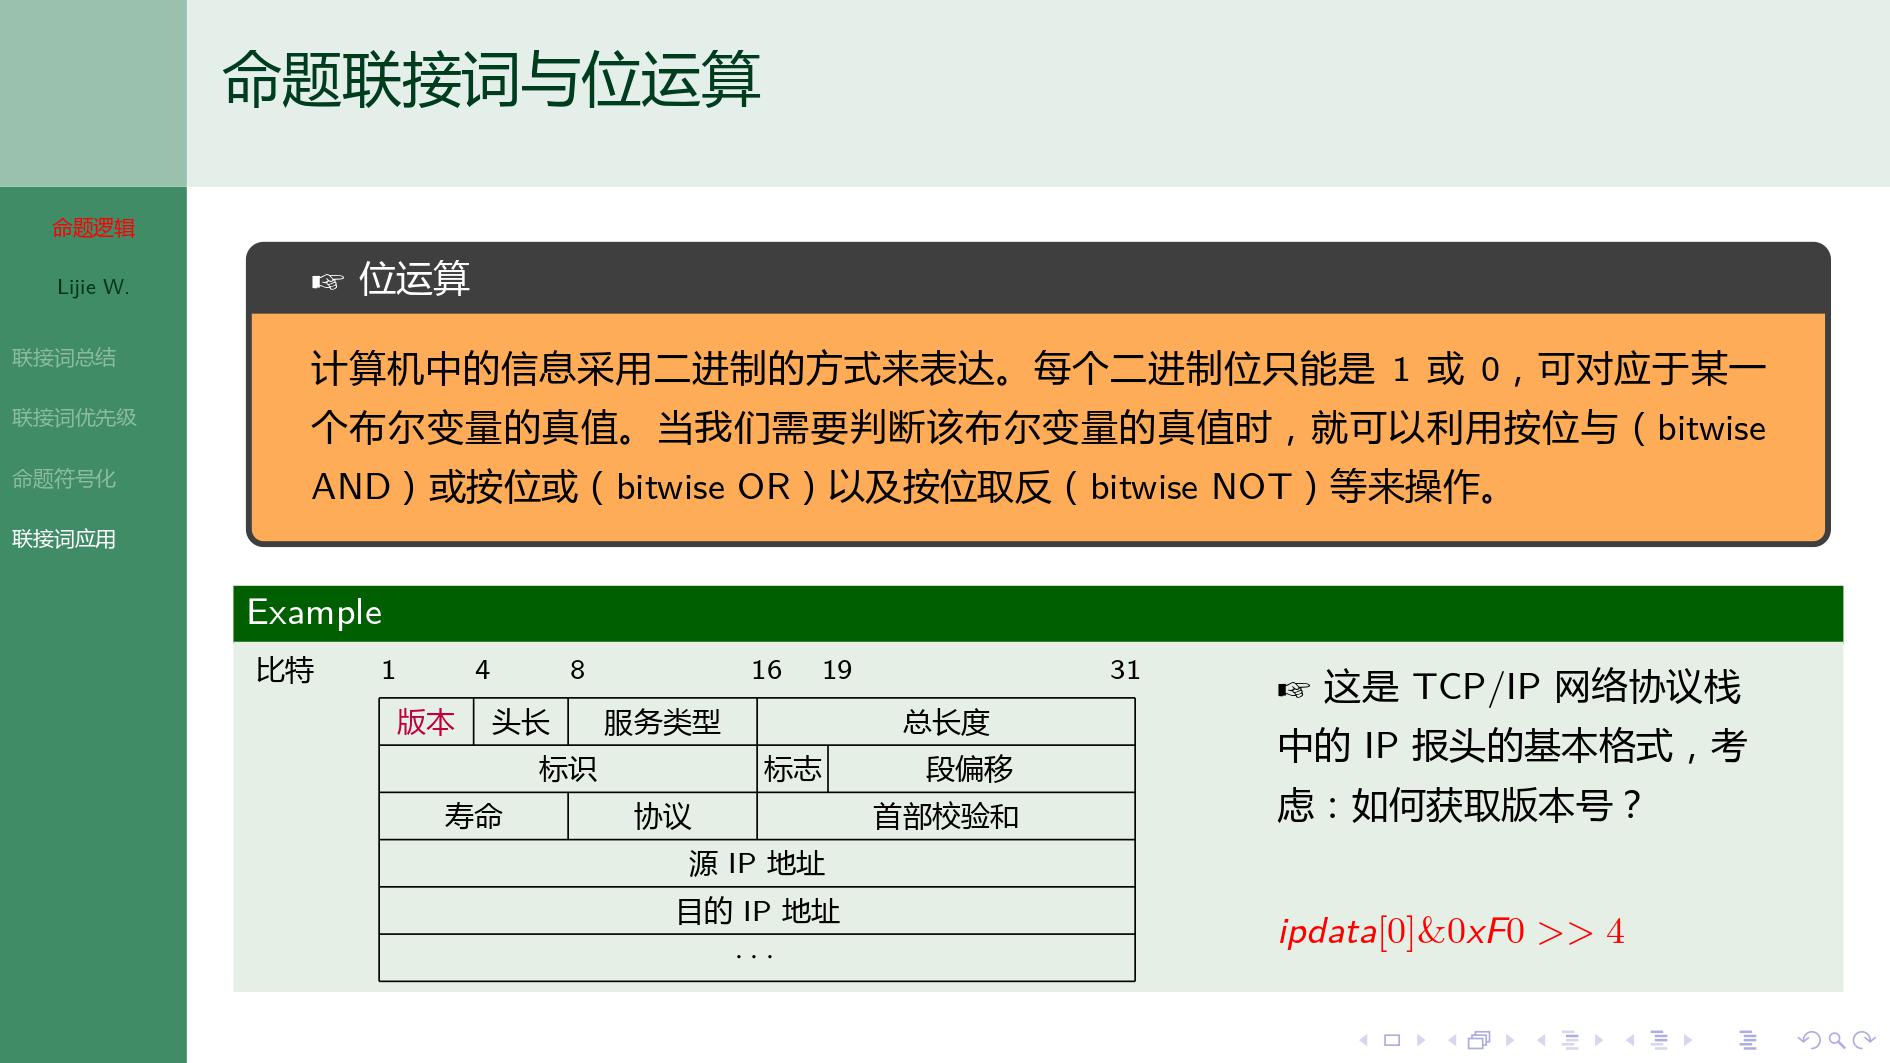 命题联接词与位运算
命题逻辑
Lijie W.
联接词总结
联接词优先级
命题符号化
联接词应用
☞ 位运算
计算机中的信息采用二进制的方式来表达。每个二进制位只能是 1 或 0，可对应于某一
个布尔变量的真值。当我们需要判断该布尔变量的真值时，就可以利用按位与（bitwise
AND）或按位或（bitwise OR）以及按位取反（bitwise NOT）等来操作。
Example
比特 1 4 8 16 19 31
版本 头长 服务类型 总长度
标识 标志 段偏移
寿命 协议 首部校验和
源 IP 地址
目的 IP 地址
· · ·
☞ 这是 TCP/IP 网络协议栈
中的 IP 报头的基本格式，考
虑：如何获取版本号？
ipdata[0]&0xF0 >> 4